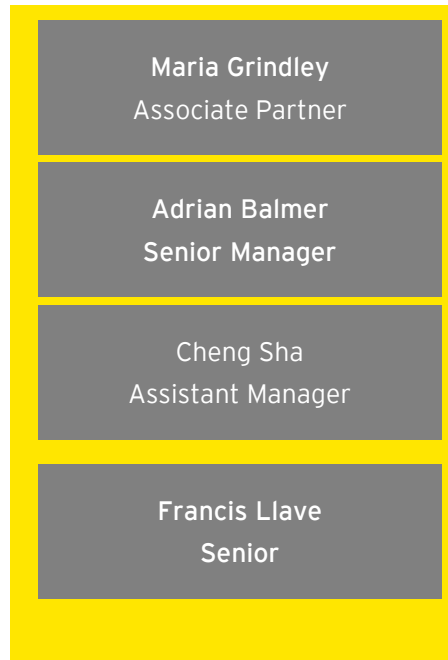 Maria Grindley
Associate Partner
Adrian Balmer
Senior Manager
Cheng Sha
Assistant Manager
Francis Llave
Senior